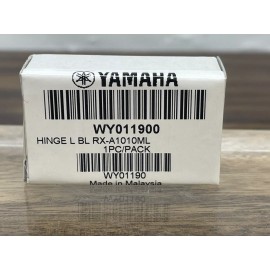 YAMAHA
WY011900
HINGE L BL RX-A1010ML
1PC/PACK
WY01190
Made in Malaysia